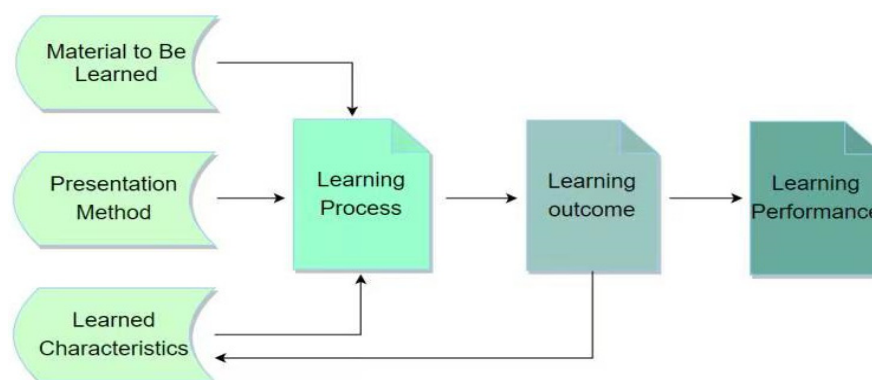 Material to Be
Learned
Presentation
Method
Learned
Characteristics
Learning
Process
Learning
outcome
Learning
Performance